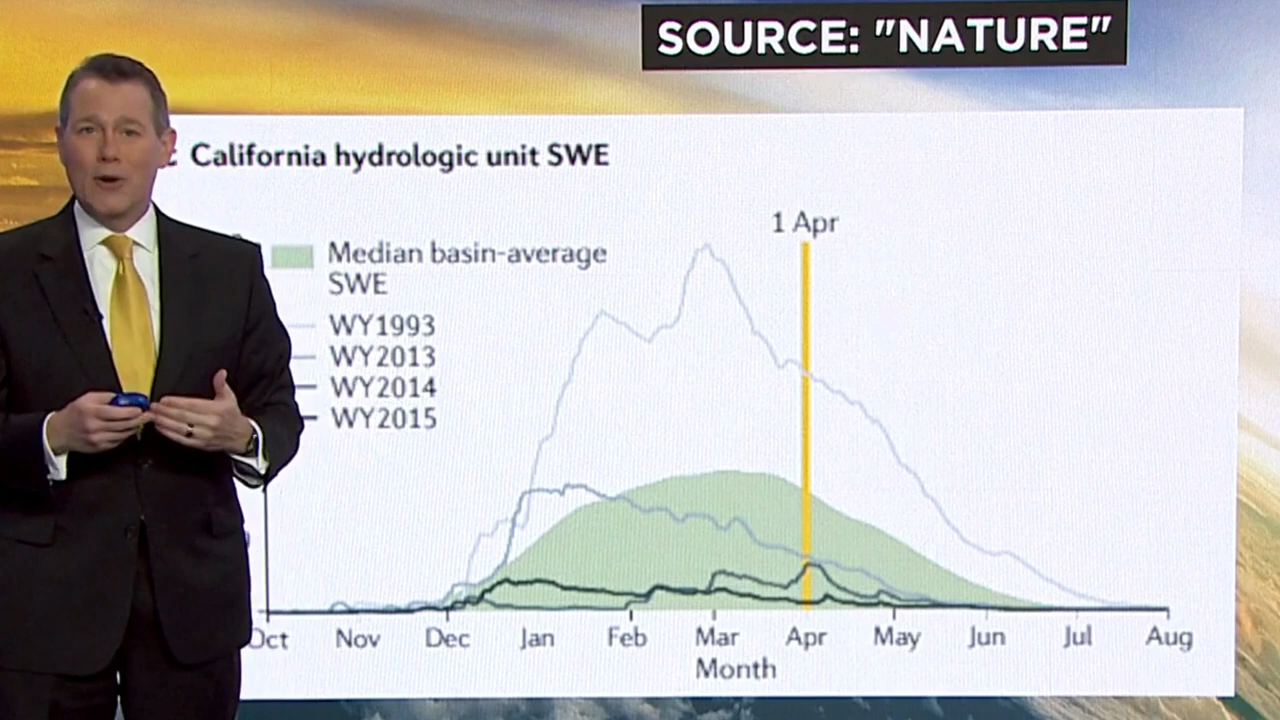 SOURCE: "NATURE"
California hydrologic unit SWE
1 Apr
Median basin-average
SWE
WY1993
WY2013
WY2014
WY2015
Oct Nov Dec Jan Feb Mar Apr May Jun Jul Aug
Month